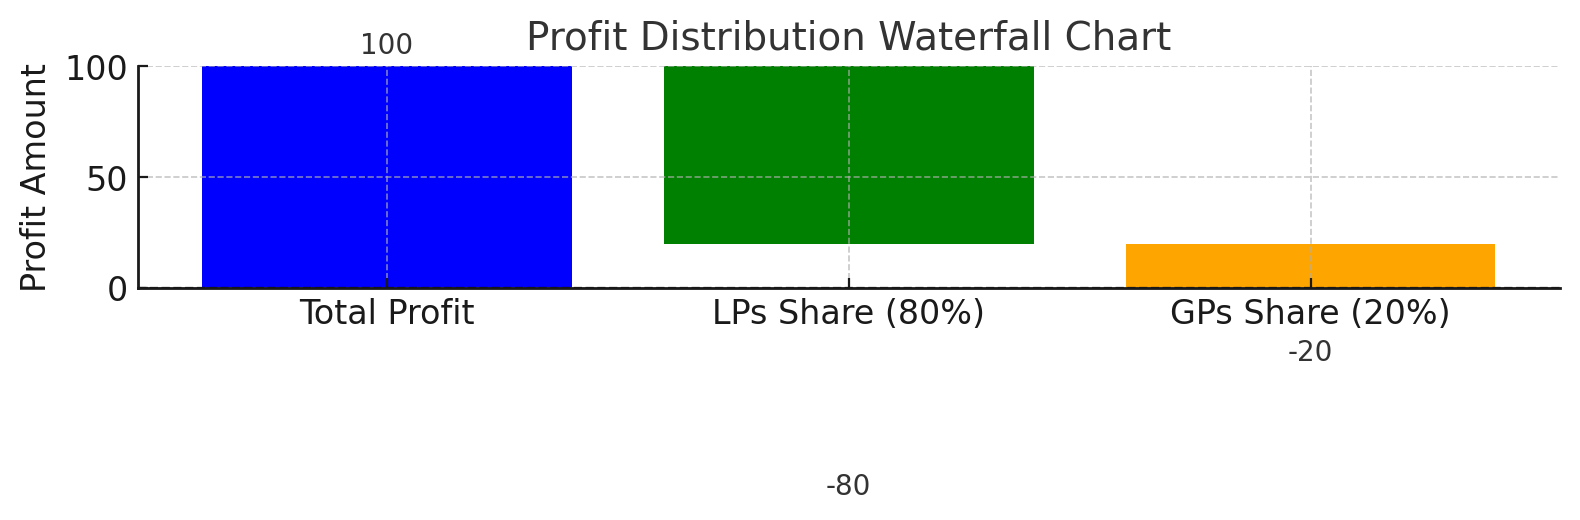 Profit Distribution Waterfall Chart
100
Profit Amount
100
50
0
Total Profit
LPs Share (80%)
GPs Share (20%)
-20
-80